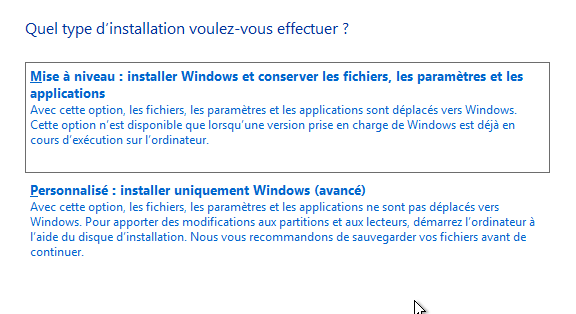 Quel type d’installation voulez-vous effectuer ?
Mise à niveau : installer Windows et conserver les fichiers, les paramètres et les
applications
Avec cette option, les fichiers, les paramètres et les applications sont déplacés vers Windows.
Cette option n’est disponible que lorsqu’une version prise en charge de Windows est déjà en
cours d’exécution sur l’ordinateur.
Personnalisé : installer uniquement Windows (avancé)
Avec cette option, les fichiers, les paramètres et les applications ne sont pas déplacés vers
Windows. Pour apporter des modifications aux partitions et aux lecteurs, démarrez l’ordinateur à
l’aide du disque d’installation. Nous vous recommandons de sauvegarder vos fichiers avant de
continuer.